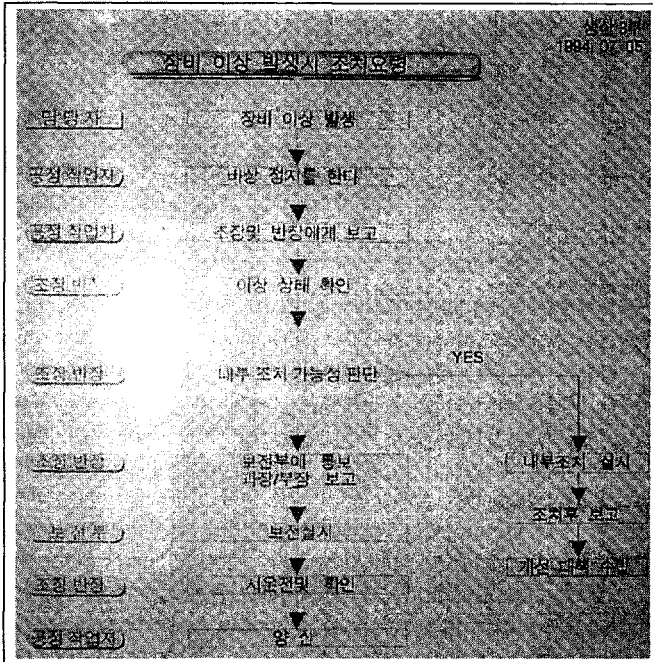 생산 3부
1994. 07. 05
장비 이상 발생시 조치요령
담 당 자 장비 이상 발생
공정 작업자 비상 정지를 한다
공정 작업자 조장및 반장에게 보고
조장 반장 이상 상태 확인
YES
조장 반장 내부 조치 가능성 판단
조장 반장 보전부에 통보 내부조치 실시
과장/부장 보고
조치후 보고
보 전 부 보전실시
개선 대책 수립
조장 반장 시운전및 확인
공정 작업자 양 산